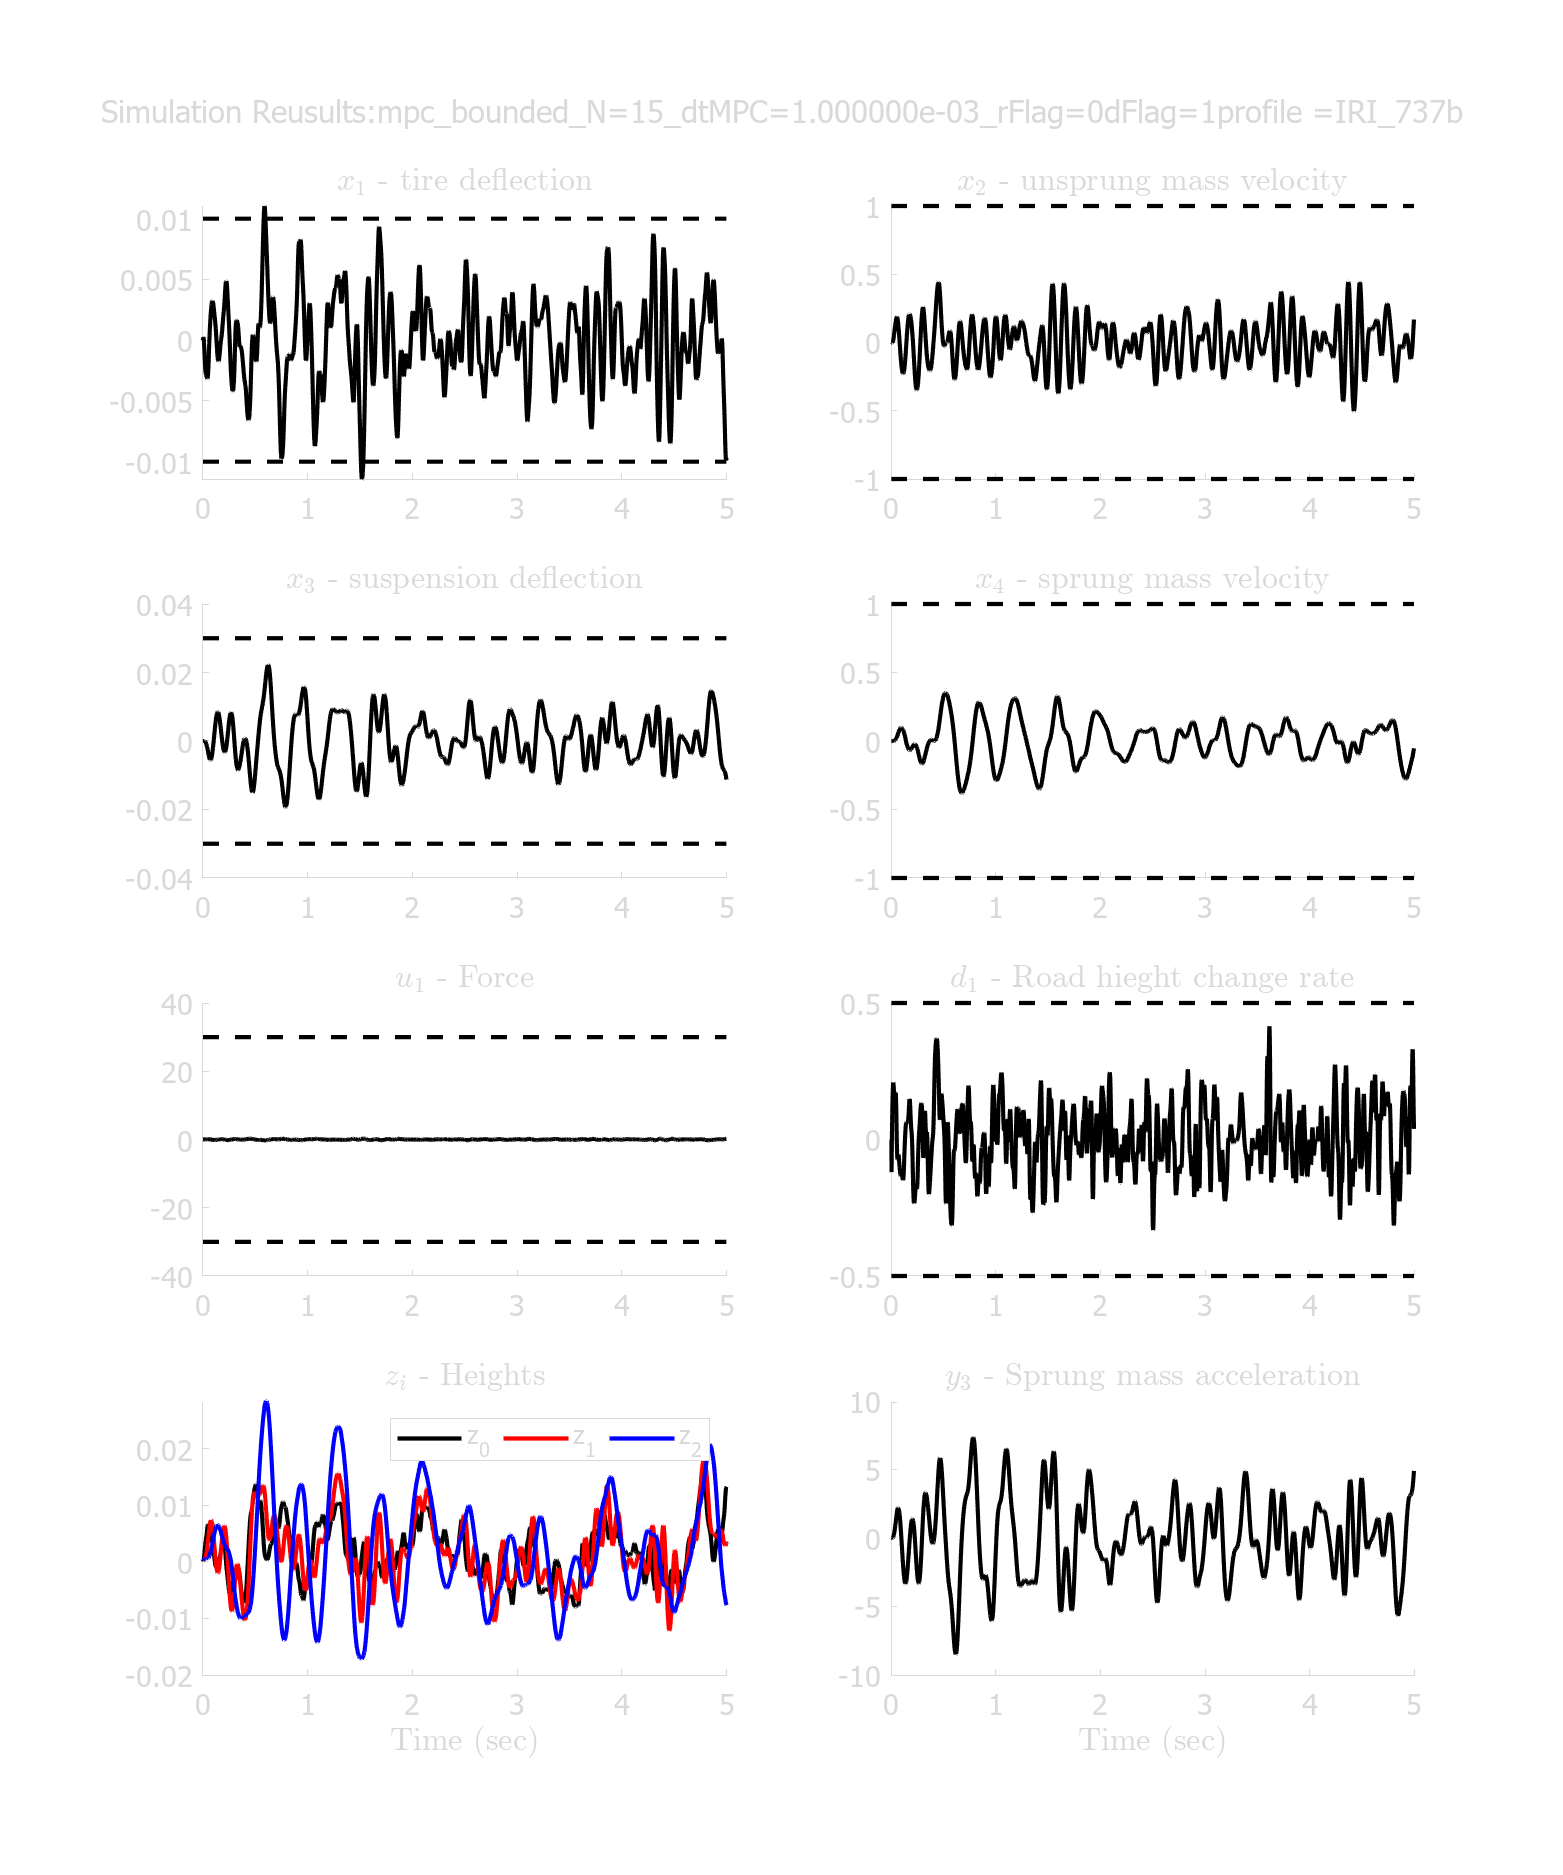 Simulation Reusults:mpc_bounded_N=15_dtMPC=1.000000e-03_rFlag=0dFlag=1profile =IRI_737b
x1 - tire deflection
0.01
0.005
0
-0.005
-0.01
0 1 2 3 4 5
x2 - unsprung mass velocity
1
0.5
0
-0.5
-1
0 1 2 3 4 5
x3 - suspension deflection
0.04
0.02
0
-0.02
-0.04
0 1 2 3 4 5
x4 - sprung mass velocity
1
0.5
0
-0.5
-1
0 1 2 3 4 5
u1 - Force
40
20
0
-20
-40
0 1 2 3 4 5
d1 - Road hieght change rate
0.5
0
-0.5
0 1 2 3 4 5
zi - Heights
z0 z1 z2
0.02
0.01
0
-0.01
-0.02
0 1 2 3 4 5
Time (sec)
y3 - Sprung mass acceleration
10
5
0
-5
-10
0 1 2 3 4 5
Time (sec)